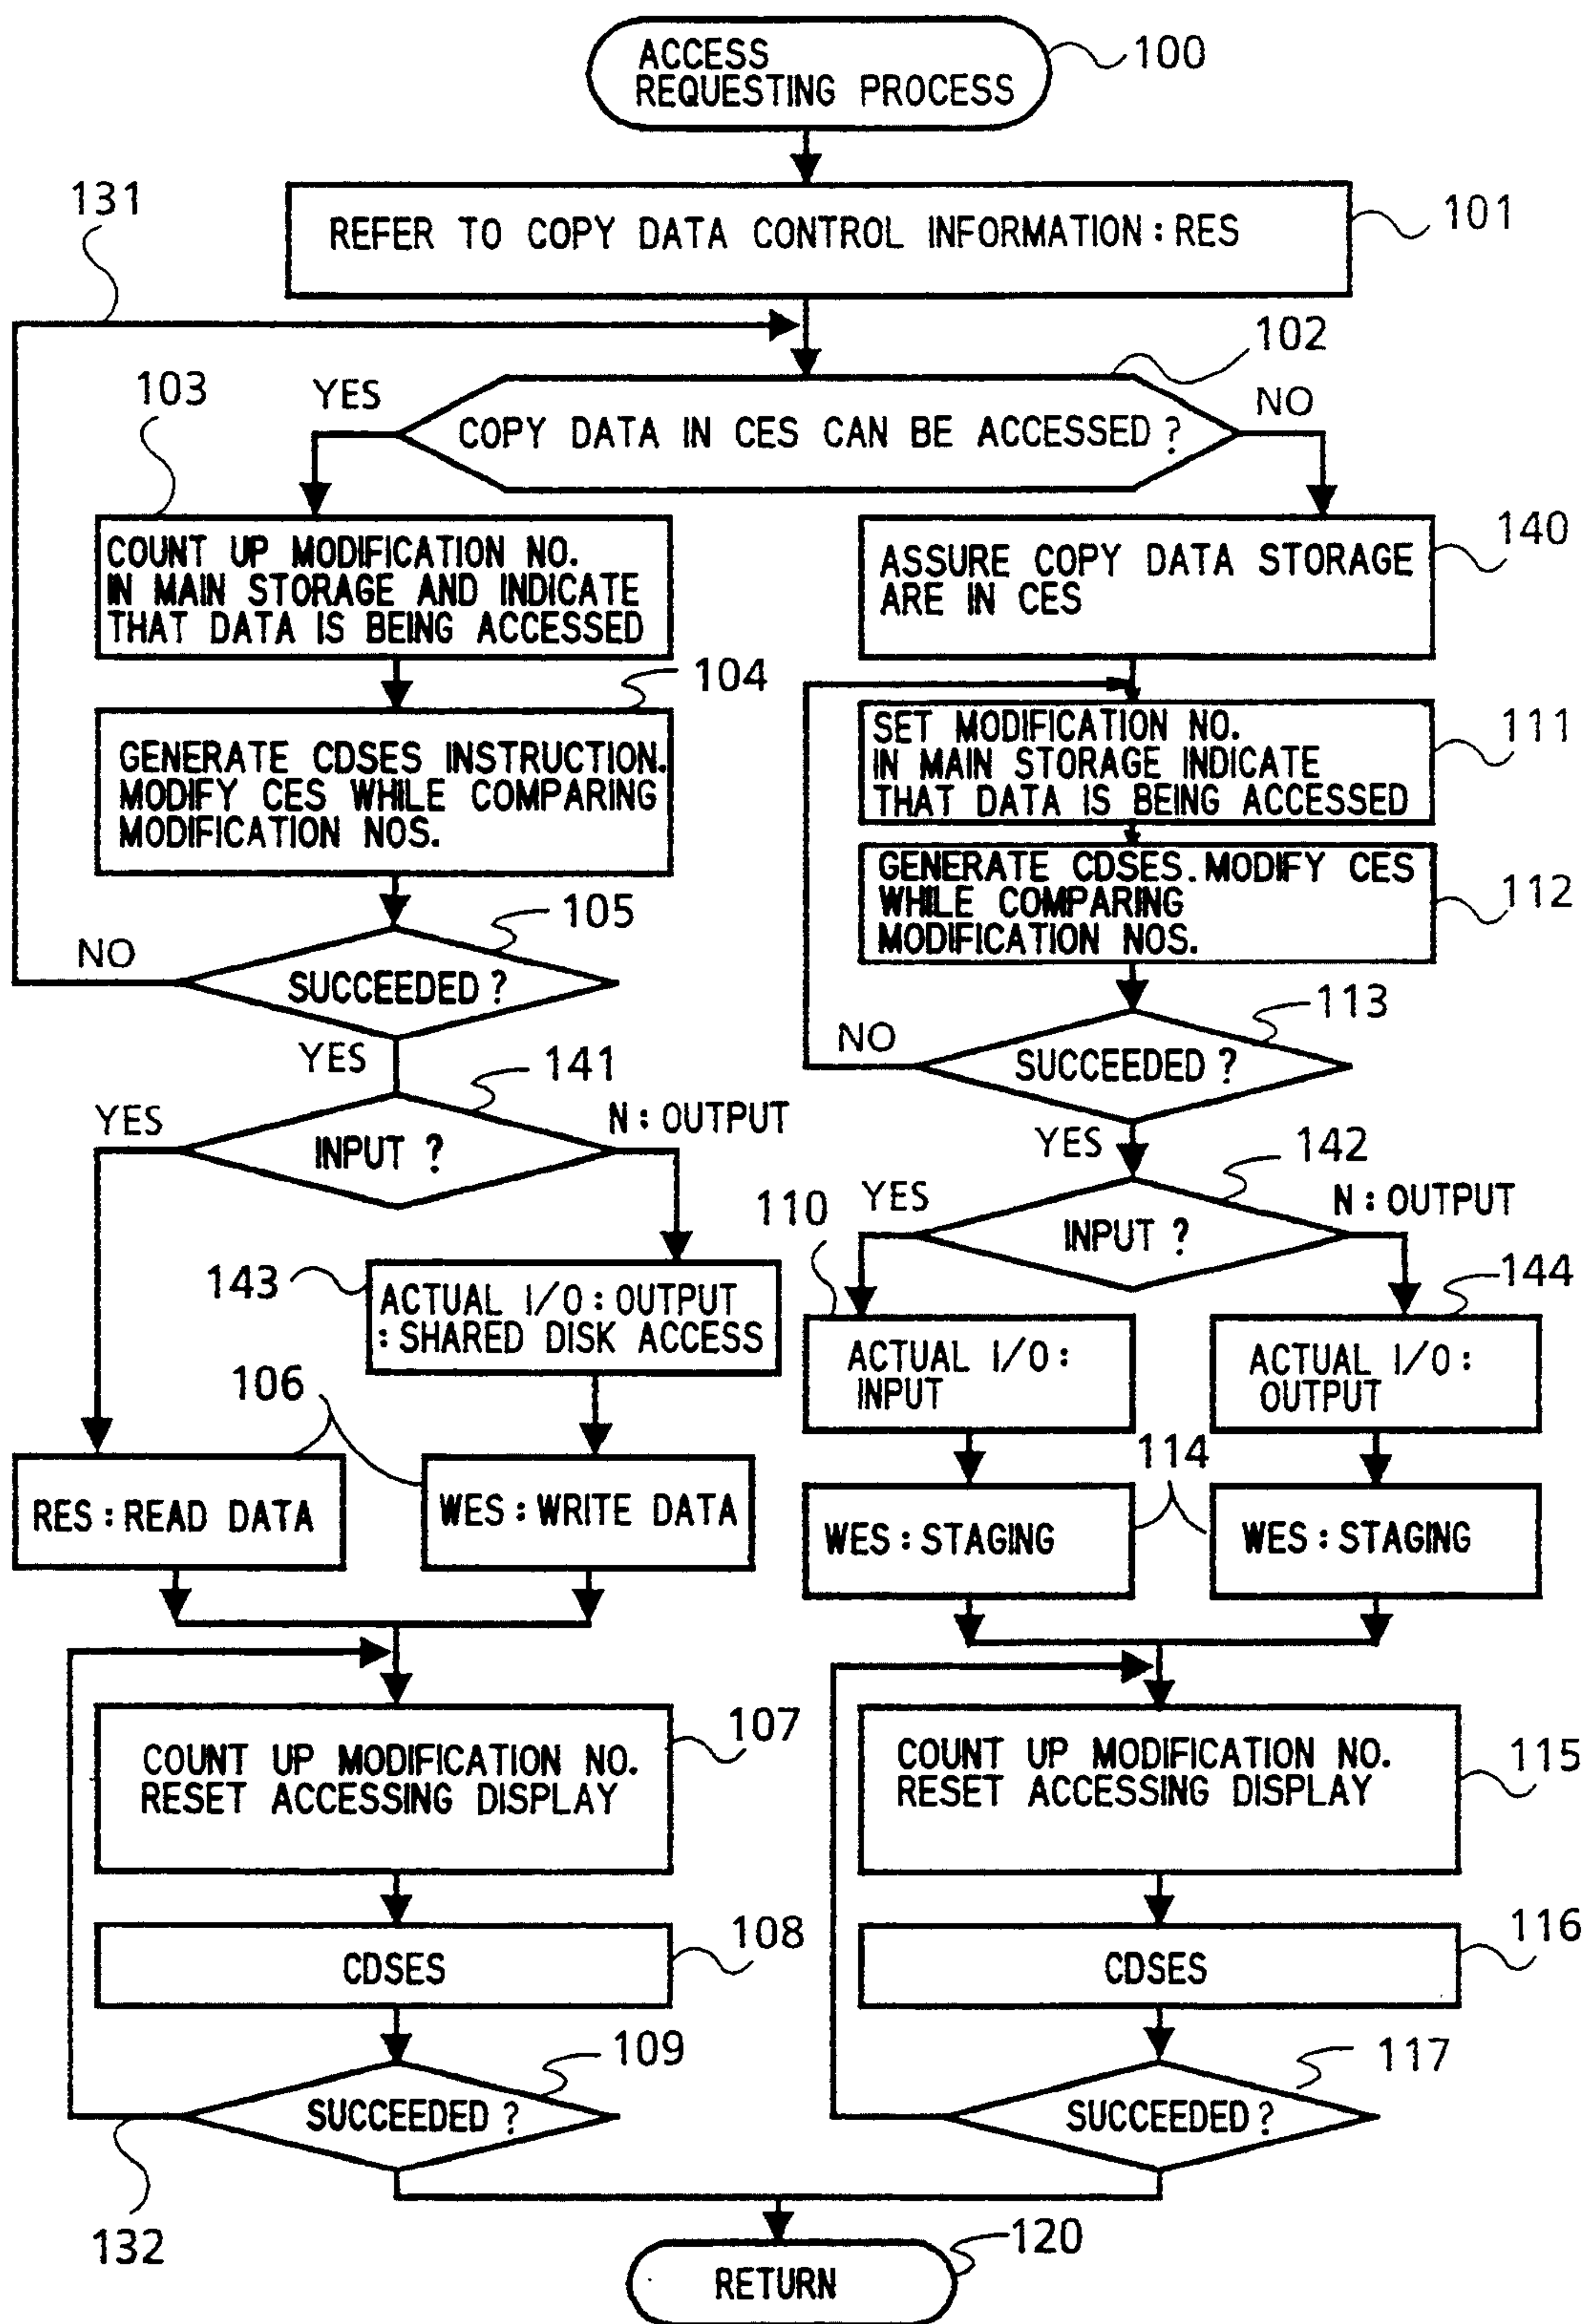 ACCESS
REQUESTING PROCESS
100
131
REFER TO COPY DATA CONTROL INFORMATION : RES
101
102
103
YES
NO
COPY DATA IN CES CAN BE ACCESSED ?
COUNT UP MODIFICATION NO.
IN MAIN STORAGE AND INDICATE
THAT DATA IS BEING ACCESSED
ASSURE COPY DATA STORAGE
ARE IN CES
140
104
GENERATE CDSES INSTRUCTION.
MODIFY CES WHILE COMPARING
MODIFICATION NOS.
SET MODIFICATION NO.
IN MAIN STORAGE INDICATE
THAT DATA IS BEING ACCESSED
111
GENERATE CDSES. MODIFY CES
WHILE COMPARING
MODIFICATION NOS.
112
105
NO
SUCCEEDED ?
YES
113
NO
SUCCEEDED ?
YES
141
YES
N : OUTPUT
INPUT ?
142
110
YES
N : OUTPUT
INPUT ?
143
ACTUAL I/O : OUTPUT
: SHARED DISK ACCESS
144
ACTUAL I/O :
INPUT
ACTUAL I/O :
OUTPUT
106
114
RES : READ DATA
WES : WRITE DATA
WES : STAGING
WES : STAGING
COUNT UP MODIFICATION NO.
RESET ACCESSING DISPLAY
107
COUNT UP MODIFICATION NO.
RESET ACCESSING DISPLAY
115
CDSES
108
CDSES
116
109
SUCCEEDED ?
117
SUCCEEDED ?
132
120
RETURN